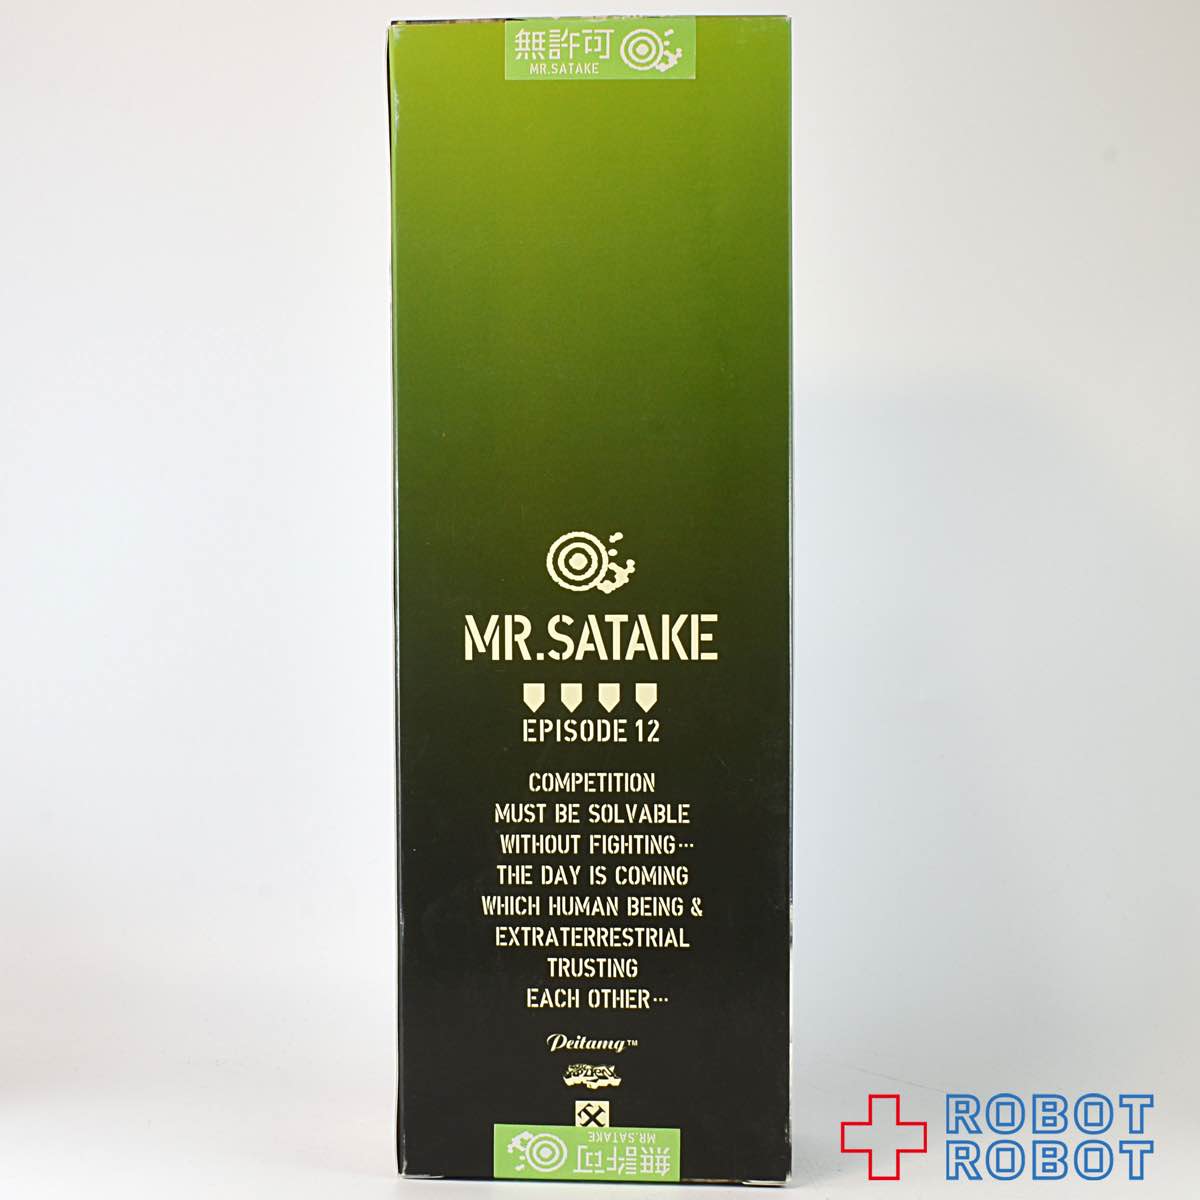 無許可
MR.SATAKE
MR.SATAKE
EPISODE 12
COMPETITION
MUST BE SOLVABLE
WITHOUT FIGHTING…
THE DAY IS COMING
WHICH HUMAN BEING &
EXTRATERRESTRIAL
TRUSTING
EACH OTHER…
Peitamy™
無許可
MR.SATAKE
ROBOT
ROBOT